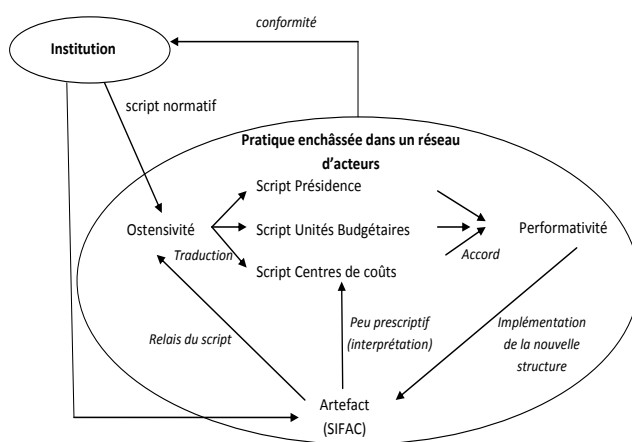 conformité
Institution
script normatif
Pratique enchâssée dans un réseau
d'acteurs
Script Présidence
Ostensivité
Script Unités Budgétaires
Performativité
Traduction
Accord
Script Centres de coûts
Relais du script
Peu prescriptif
(interprétation)
Implémentation
de la nouvelle
structure
Artefact
(SIFAC)